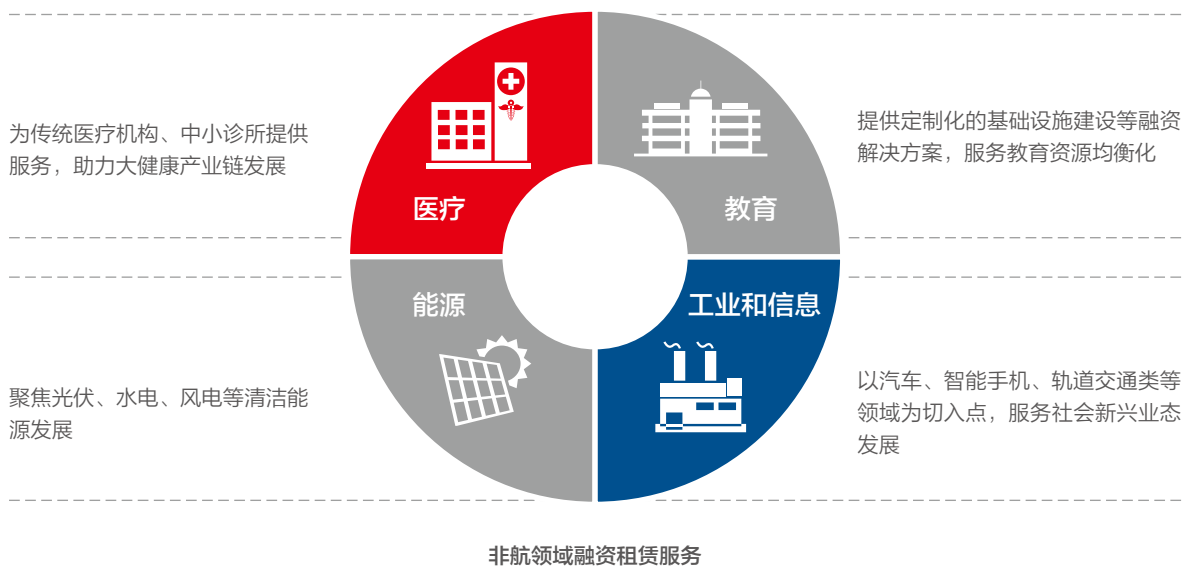 为传统医疗机构、中小诊所提供
服务，助力大健康产业链发展
医疗
教育
提供定制化的基础设施建设等融资
解决方案，服务教育资源均衡化
能源
聚焦光伏、水电、风电等清洁能
源发展
工业和信息
以汽车、智能手机、轨道交通类等
领域为切入点，服务社会新兴业态
发展
非航领域融资租赁服务